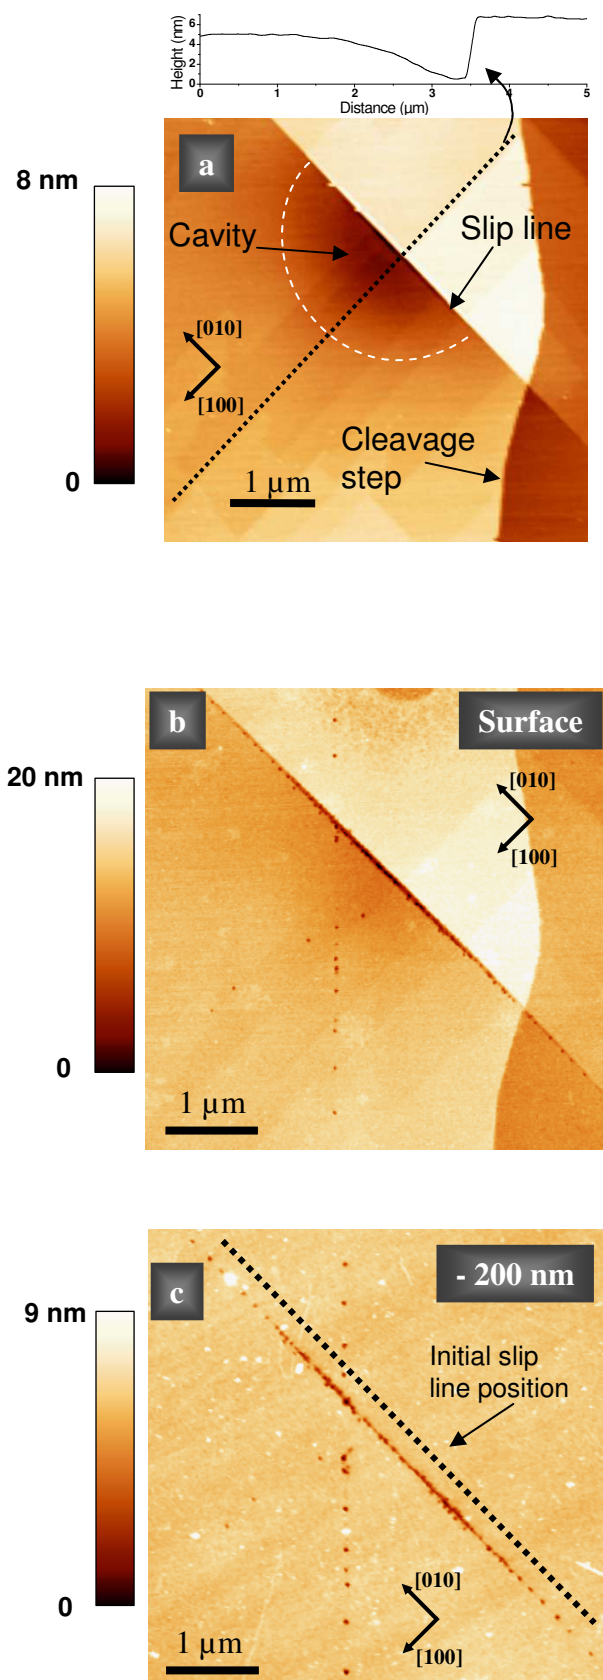 Height (nm)
6
4
2
0
0 1 2 3 4 5
Distance (µm)
a
8 nm
0
Cavity
Slip line
[010]
[100]
Cleavage
step
1 µm
b
Surface
20 nm
0
[010]
[100]
1 µm
c
- 200 nm
9 nm
0
Initial slip
line position
[010]
[100]
1 µm